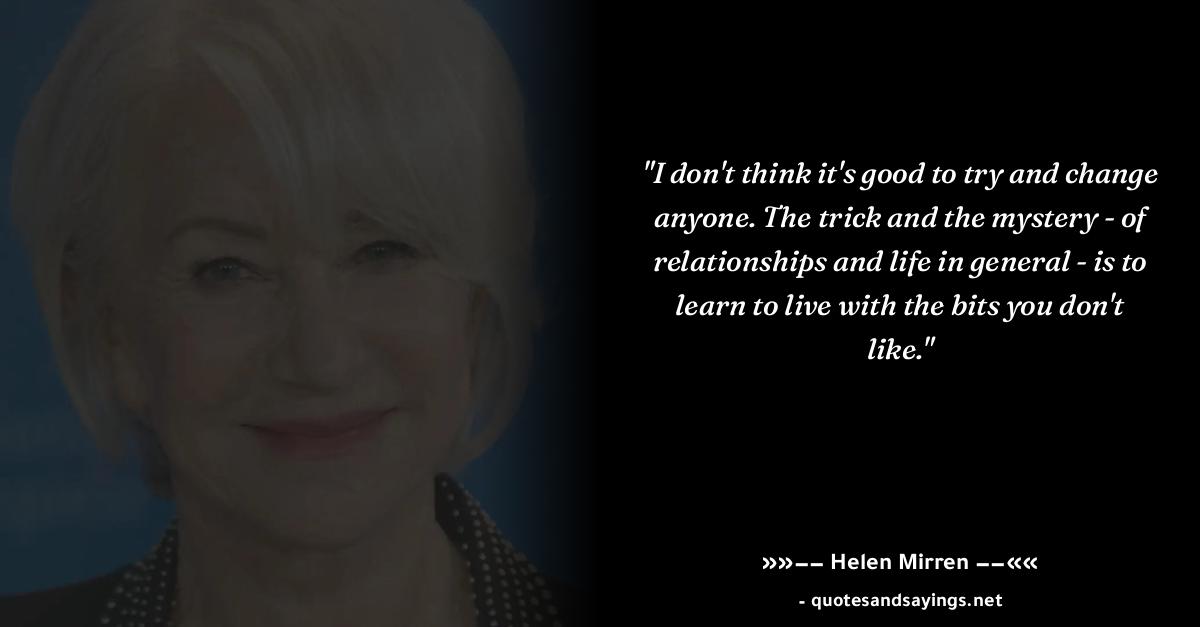 "I don't think it's good to try and change
anyone. The trick and the mystery - of
relationships and life in general - is to
learn to live with the bits you don't
like."
»»−− Helen Mirren −−««
- quotesandsayings.net